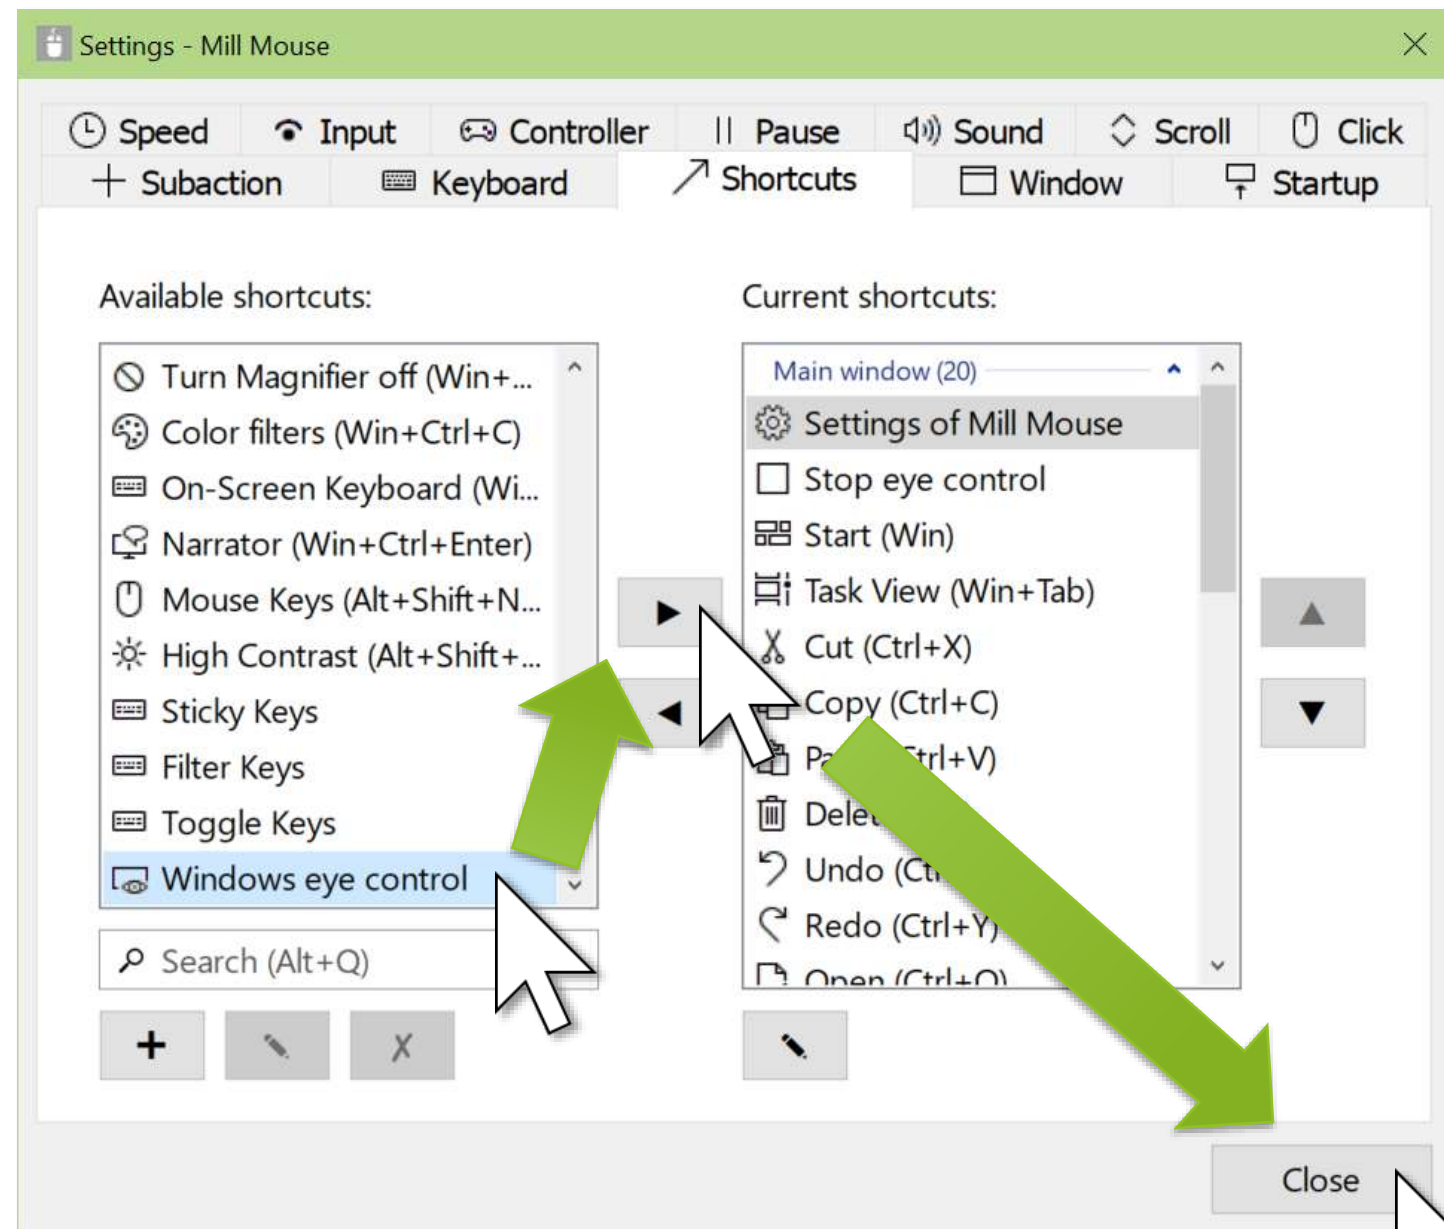 Settings - Mill Mouse
Speed Input Controller Pause Sound Scroll Click
Subaction Keyboard Shortcuts Window Startup
Available shortcuts:
Turn Magnifier off (Win+...
Color filters (Win+Ctrl+C)
On-Screen Keyboard (Wi...
Narrator (Win+Ctrl+Enter)
Mouse Keys (Alt+Shift+N...
High Contrast (Alt+Shift+...
Sticky Keys
Filter Keys
Toggle Keys
Windows eye control
Search (Alt+Q)
Current shortcuts:
Main window (20)
Settings of Mill Mouse
Stop eye control
Start (Win)
Task View (Win+Tab)
Cut (Ctrl+X)
Copy (Ctrl+C)
Undo
Redo (Ctrl+Y)
Open (Ctrl+O)
Close